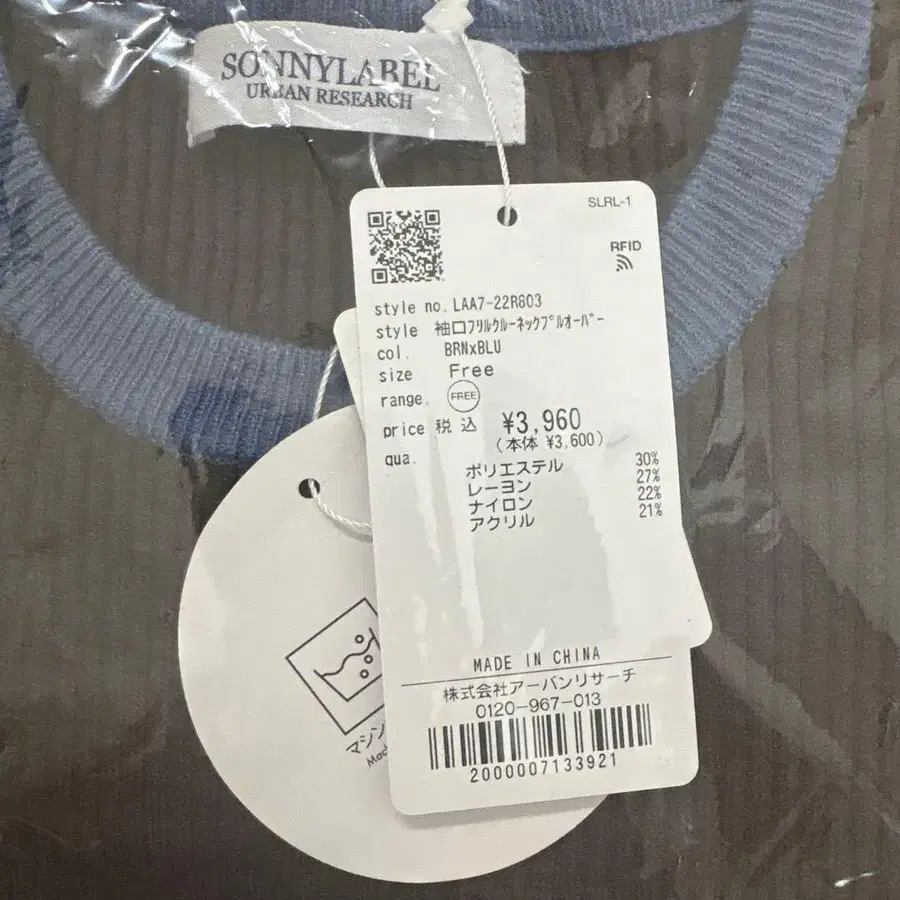 SONNYLABEL
URBAN RESEARCH
SLRL-1
RFID
style no. LAA7-22R803
style 袖口ﾌﾘﾙｸﾙｰﾈｯｸﾌﾟﾙｵｰﾊﾞｰ
col. BRNxBLU
size Free
range. FREE
price 税込 ¥3,960
(本体 ¥3,600)
qua.
ポリエステル 30%
レーヨン 27%
ナイロン 22%
アクリル 21%
MADE IN CHINA
株式会社アーバンリサーチ
0120-967-013
2000007133921